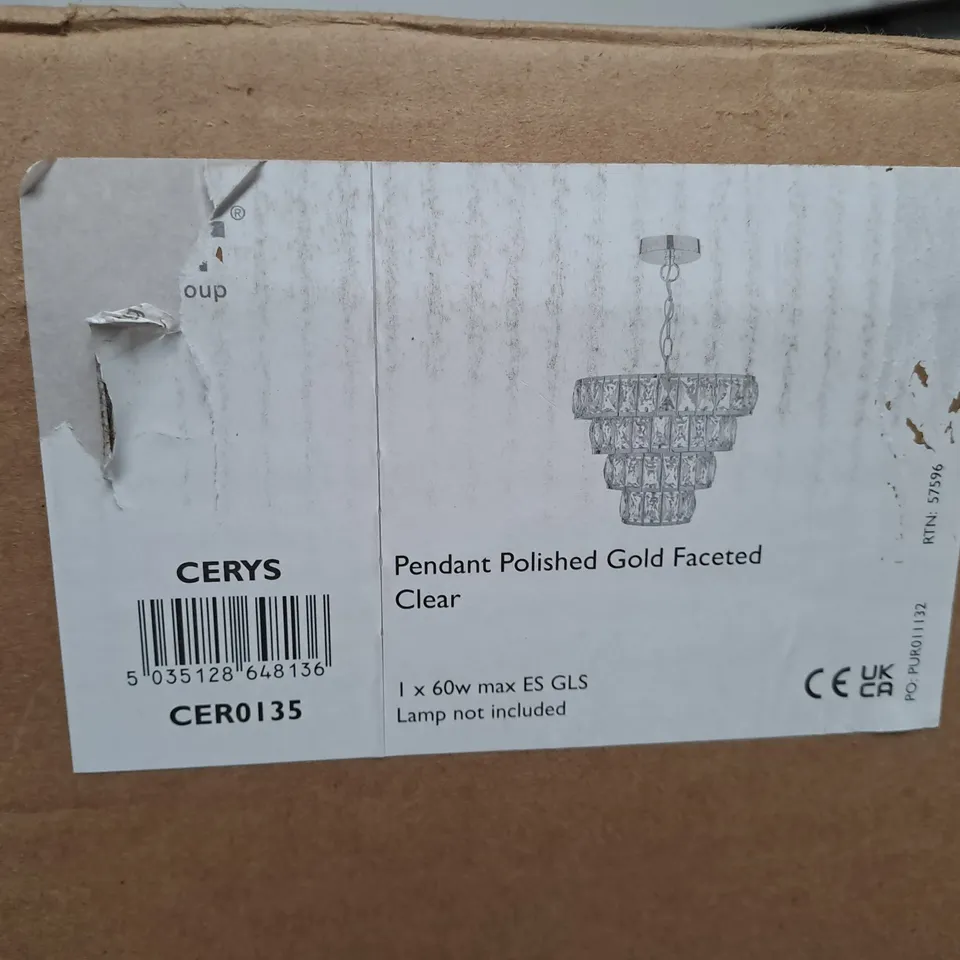 ®
oup
CERYS
5 035128 648136
CER0135
Pendant Polished Gold Faceted
Clear
1 x 60w max ES GLS
Lamp not included
CE UK
CA
PO: PUR011132
RTN: 57596